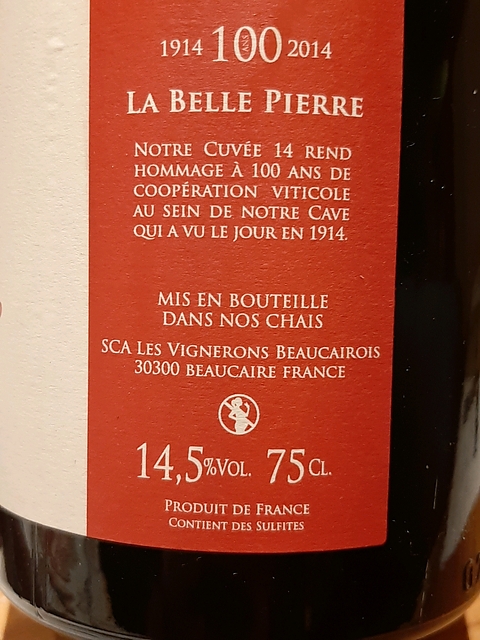 1914 100 ANS 2014
LA BELLE PIERRE
NOTRE CUVÉE 14 REND
HOMMAGE À 100 ANS DE
COOPÉRATION VITICOLE
AU SEIN DE NOTRE CAVE
QUI A VU LE JOUR EN 1914.
MIS EN BOUTEILLE
DANS NOS CHAIS
SCA LES VIGNERONS BEAUCAIROIS
30300 BEAUCAIRE FRANCE
14,5%VOL. 75CL.
PRODUIT DE FRANCE
CONTIENT DES SULFITES